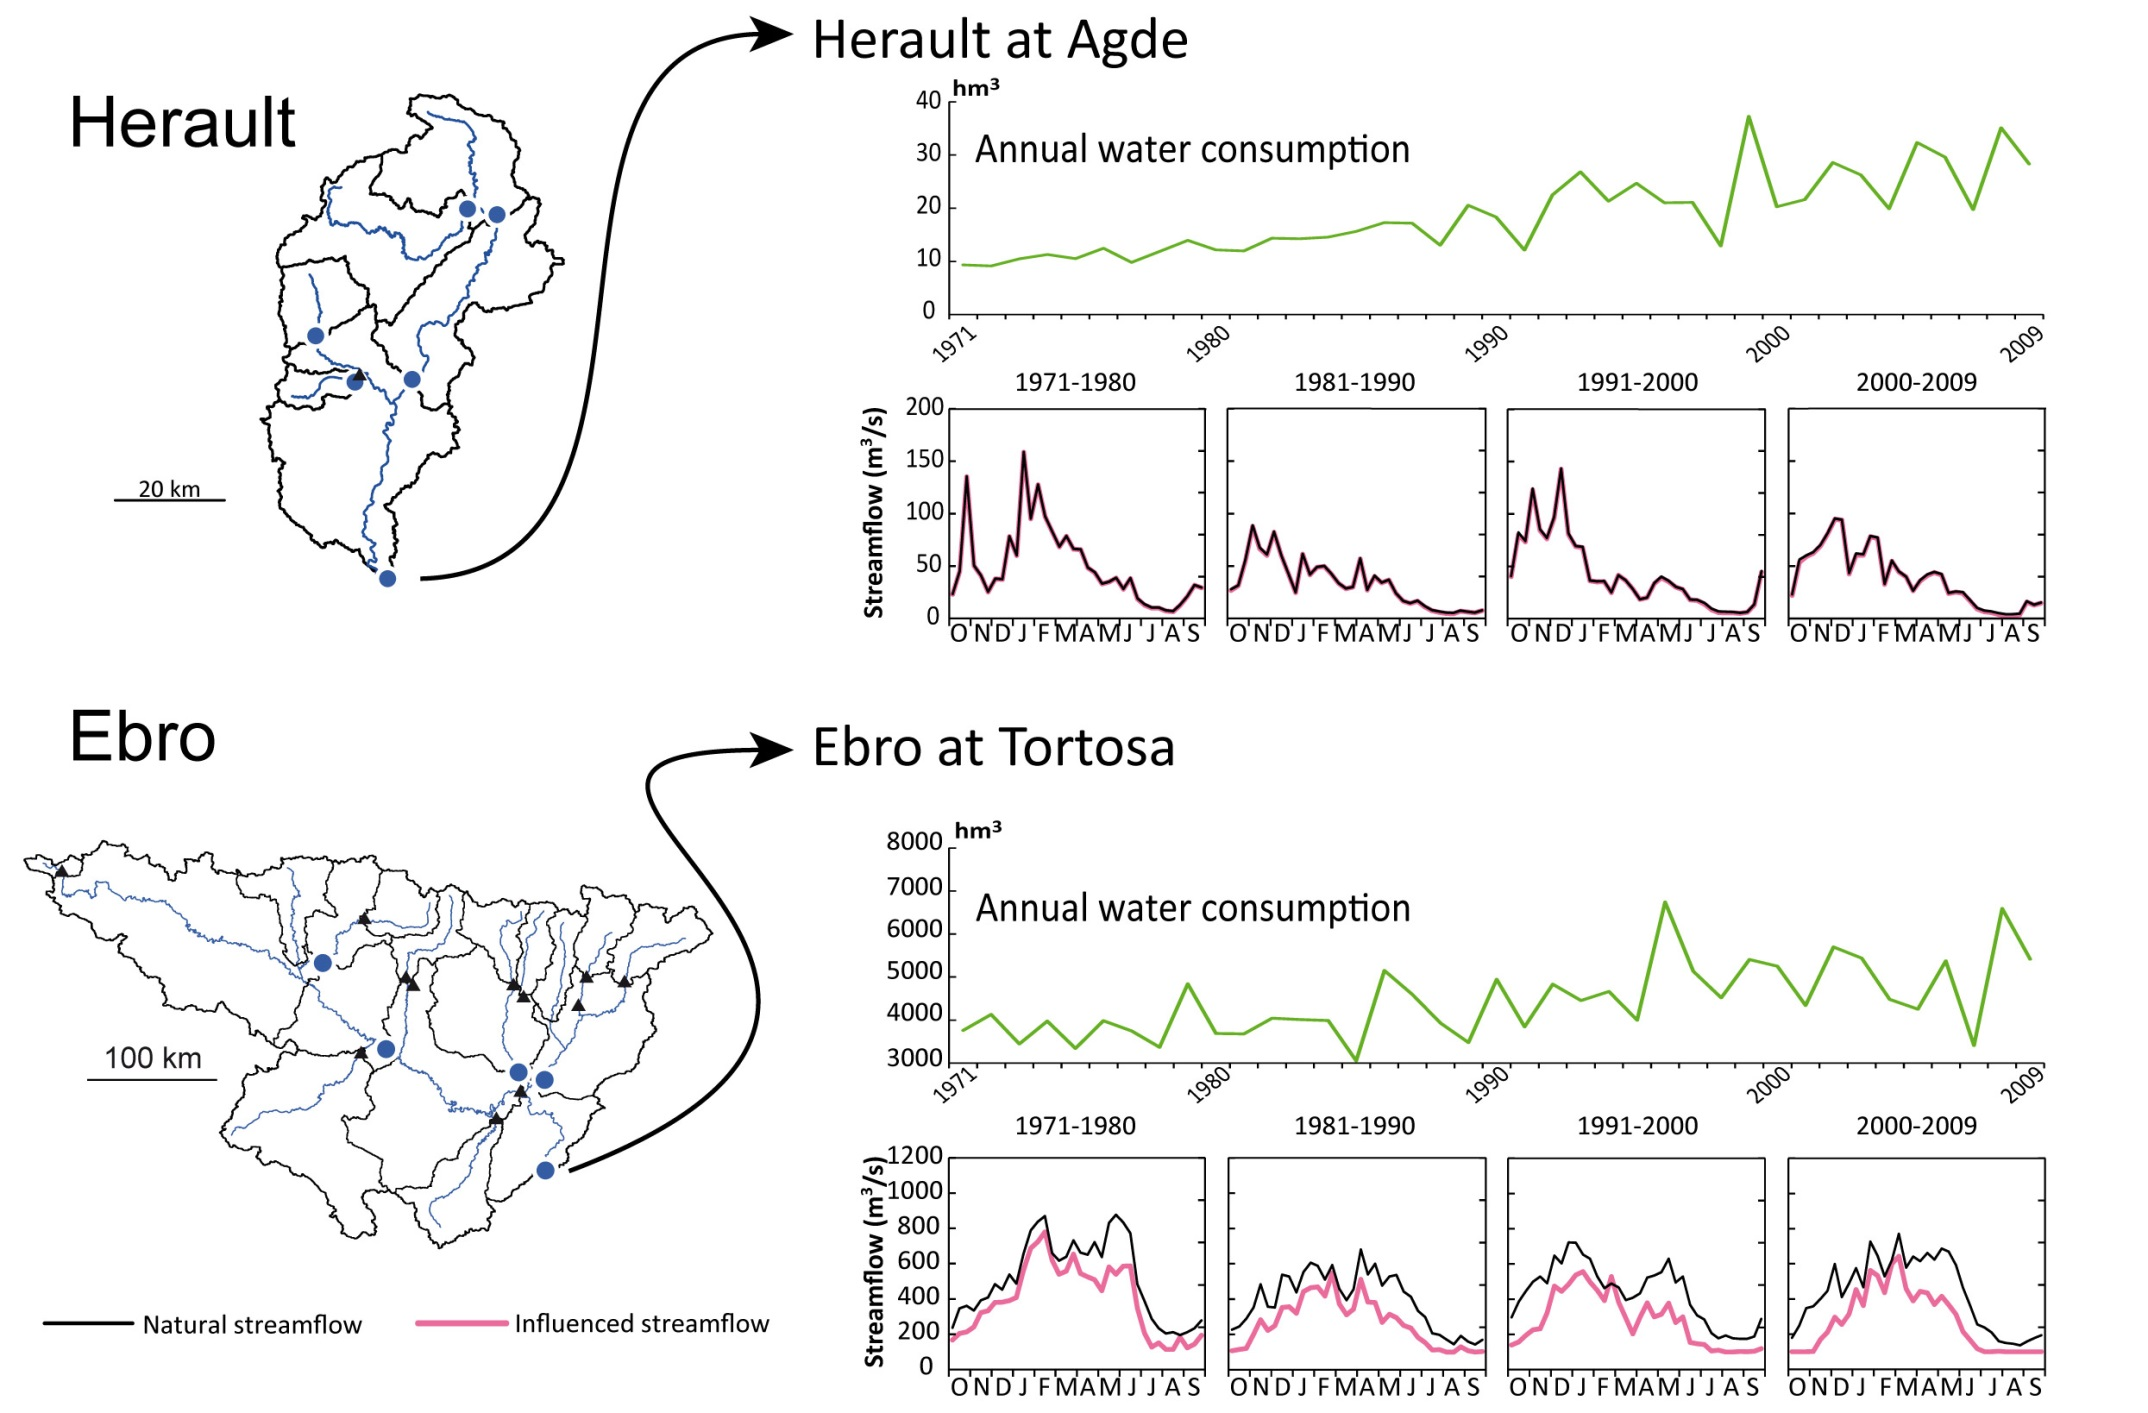 Herault at Agde
Herault
hm³
40
30
20
10
0
Annual water consumption
1971
1980
1990
2000
2009
20 km
1971-1980
1981-1990
1991-2000
2000-2009
Streamflow (m³/s)
200
150
100
50
0
O N D J F M A M J J A S
O N D J F M A M J J A S
O N D J F M A M J J A S
O N D J F M A M J J A S
Ebro
Ebro at Tortosa
hm³
8000
7000
6000
5000
4000
3000
Annual water consumption
1971
1980
1990
2000
2009
100 km
1971-1980
1981-1990
1991-2000
2000-2009
Streamflow (m³/s)
1200
1000
800
600
400
200
0
O N D J F M A M J J A S
O N D J F M A M J J A S
O N D J F M A M J J A S
O N D J F M A M J J A S
Natural streamflow
Influenced streamflow